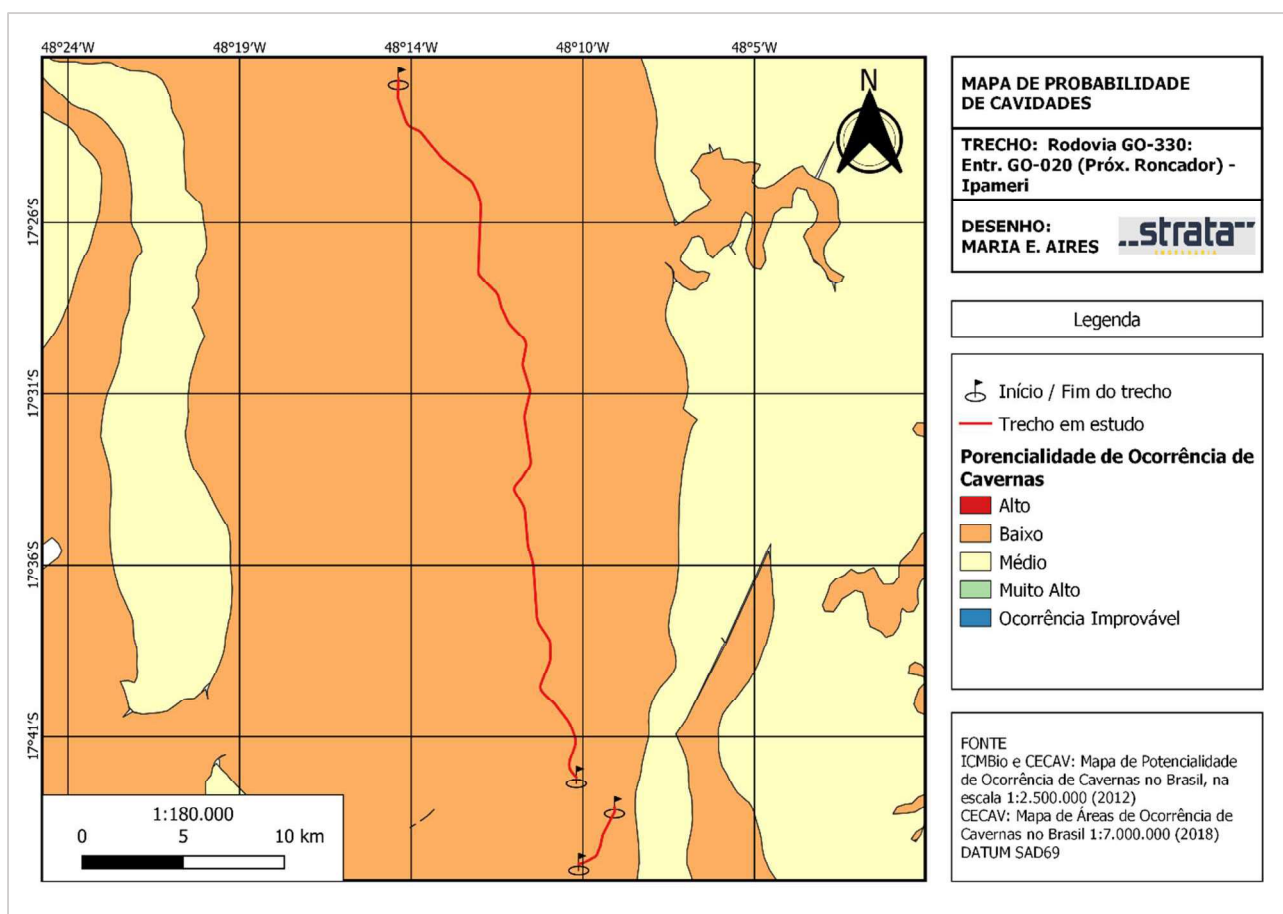 48°24'W 48°19'W 48°14'W 48°10'W 48°5'W
17°26'S
17°31'S
17°36'S
17°41'S
N
1:180.000
0 5 10 km
MAPA DE PROBABILIDADE
DE CAVIDADES
TRECHO: Rodovia GO-330:
Entr. GO-020 (Próx. Roncador) -
Ipameri
DESENHO:
MARIA E. AIRES
strata
ENGENHARIA
Legenda
Início / Fim do trecho
Trecho em estudo
Porencialidade de Ocorrência de
Cavernas
Alto
Baixo
Médio
Muito Alto
Ocorrência Improvável
FONTE
ICMBio e CECAV: Mapa de Potencialidade
de Ocorrência de Cavernas no Brasil, na
escala 1:2.500.000 (2012)
CECAV: Mapa de Áreas de Ocorrência de
Cavernas no Brasil 1:7.000.000 (2018)
DATUM SAD69